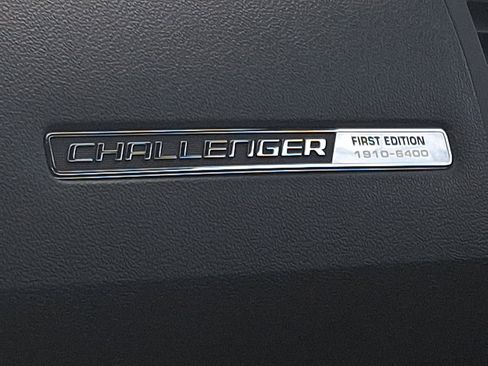 CHALLENGER
FIRST EDITION
1910-6400